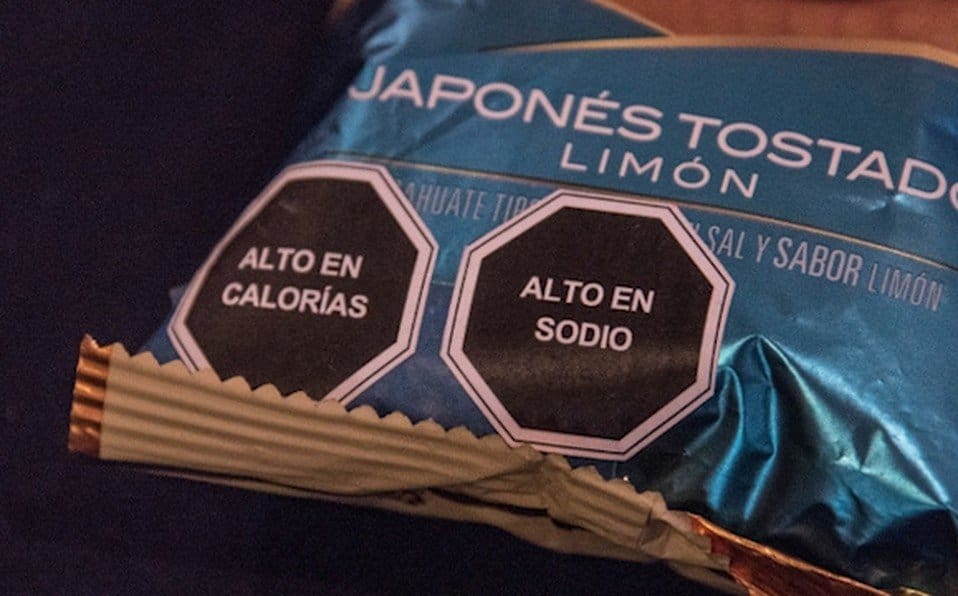 JAPONÉS TOSTADO
LIMÓN
SAL Y SABOR LIMÓN
ALTO EN
CALORÍAS
ALTO EN
SODIO